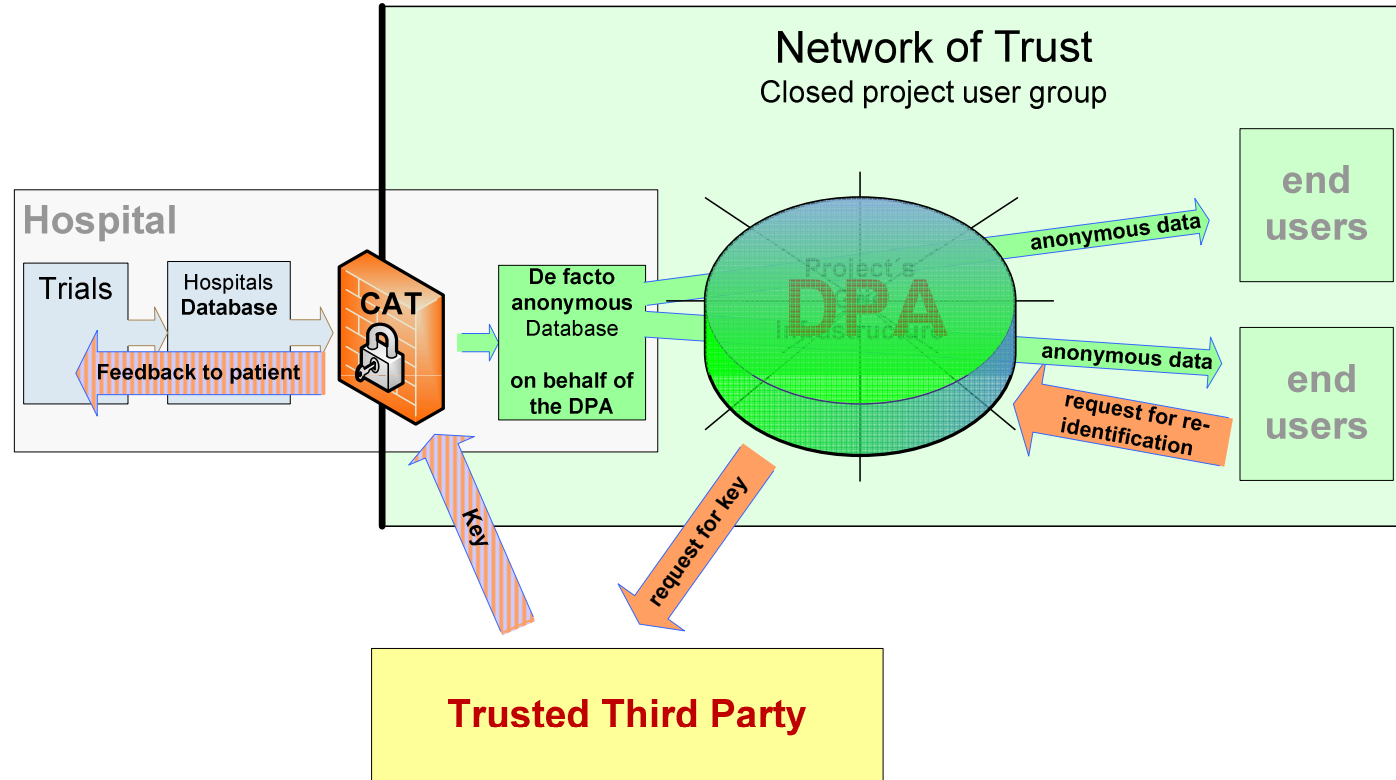 Network of Trust
Closed project user group
Hospital
Trials
Hospitals
Database
CAT
Feedback to patient
De facto
anonymous
Database
on behalf of
the DPA
Project´s
Infrastructure
DPA
anonymous data
end
users
anonymous data
end
users
request for re-
identification
request for key
Key
Trusted Third Party